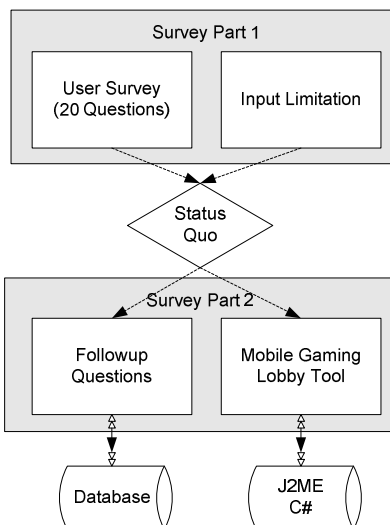 Survey Part 1
User Survey
(20 Questions)
Input Limitation
Status
Quo
Survey Part 2
Followup
Questions
Mobile Gaming
Lobby Tool
Database
J2ME
C#